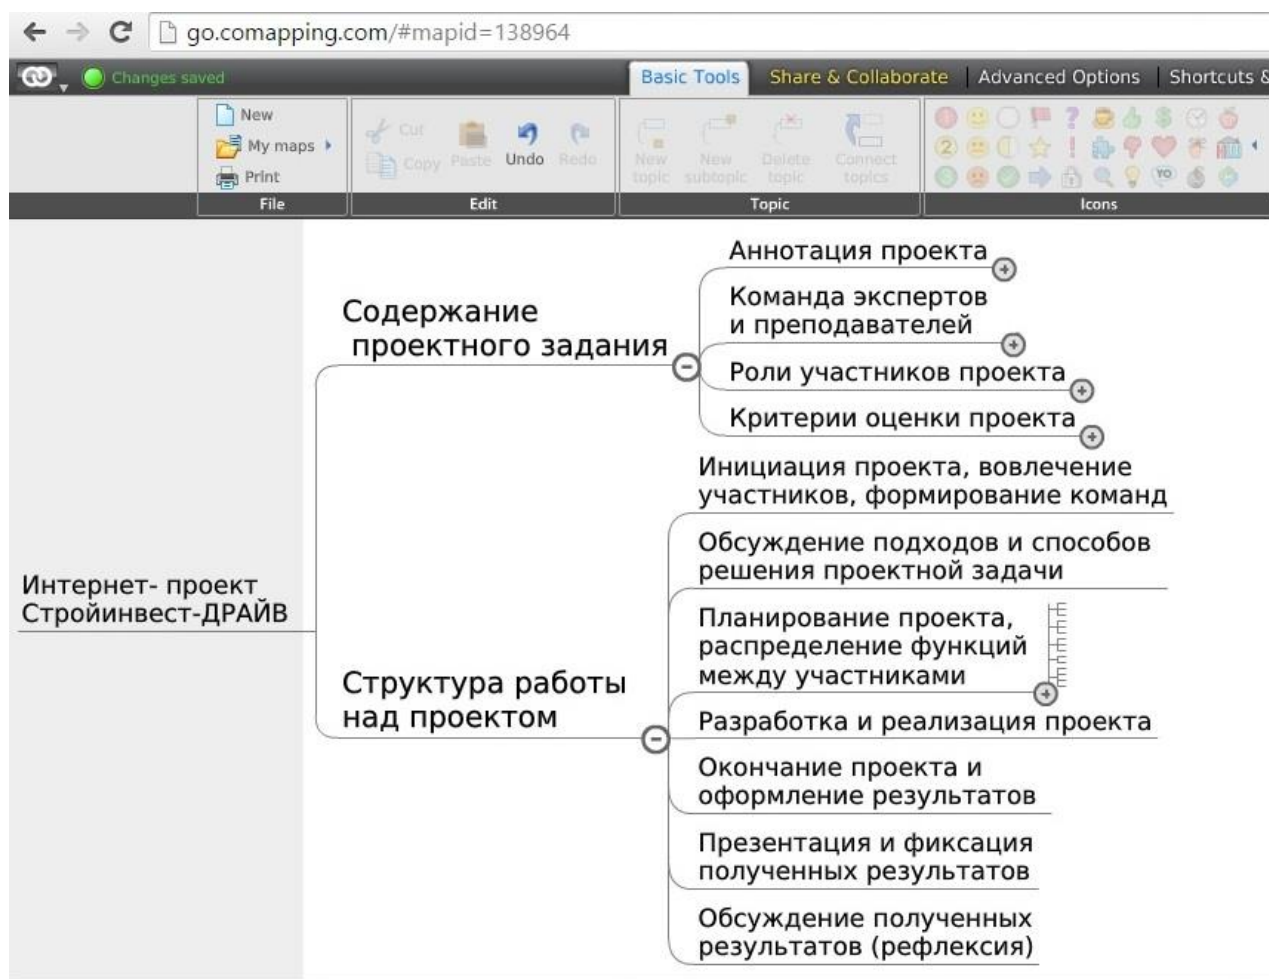 go.comapping.com/#mapid=138964
Changes saved
Basic Tools
Share & Collaborate
Advanced Options
Shortcuts &
New
My maps
Print
File
Cut
Copy
Paste
Undo
Redo
Edit
New
topic
New
subtopic
Delete
topic
Connect
topics
Topic
Icons
Интернет- проект
Стройинвест-ДРАЙВ
Содержание
проектного задания
Аннотация проекта
Команда экспертов
и преподавателей
Роли участников проекта
Критерии оценки проекта
Структура работы
над проектом
Инициация проекта, вовлечение
участников, формирование команд
Обсуждение подходов и способов
решения проектной задачи
Планирование проекта,
распределение функций
между участниками
Разработка и реализация проекта
Окончание проекта и
оформление результатов
Презентация и фиксация
полученных результатов
Обсуждение полученных
результатов (рефлексия)